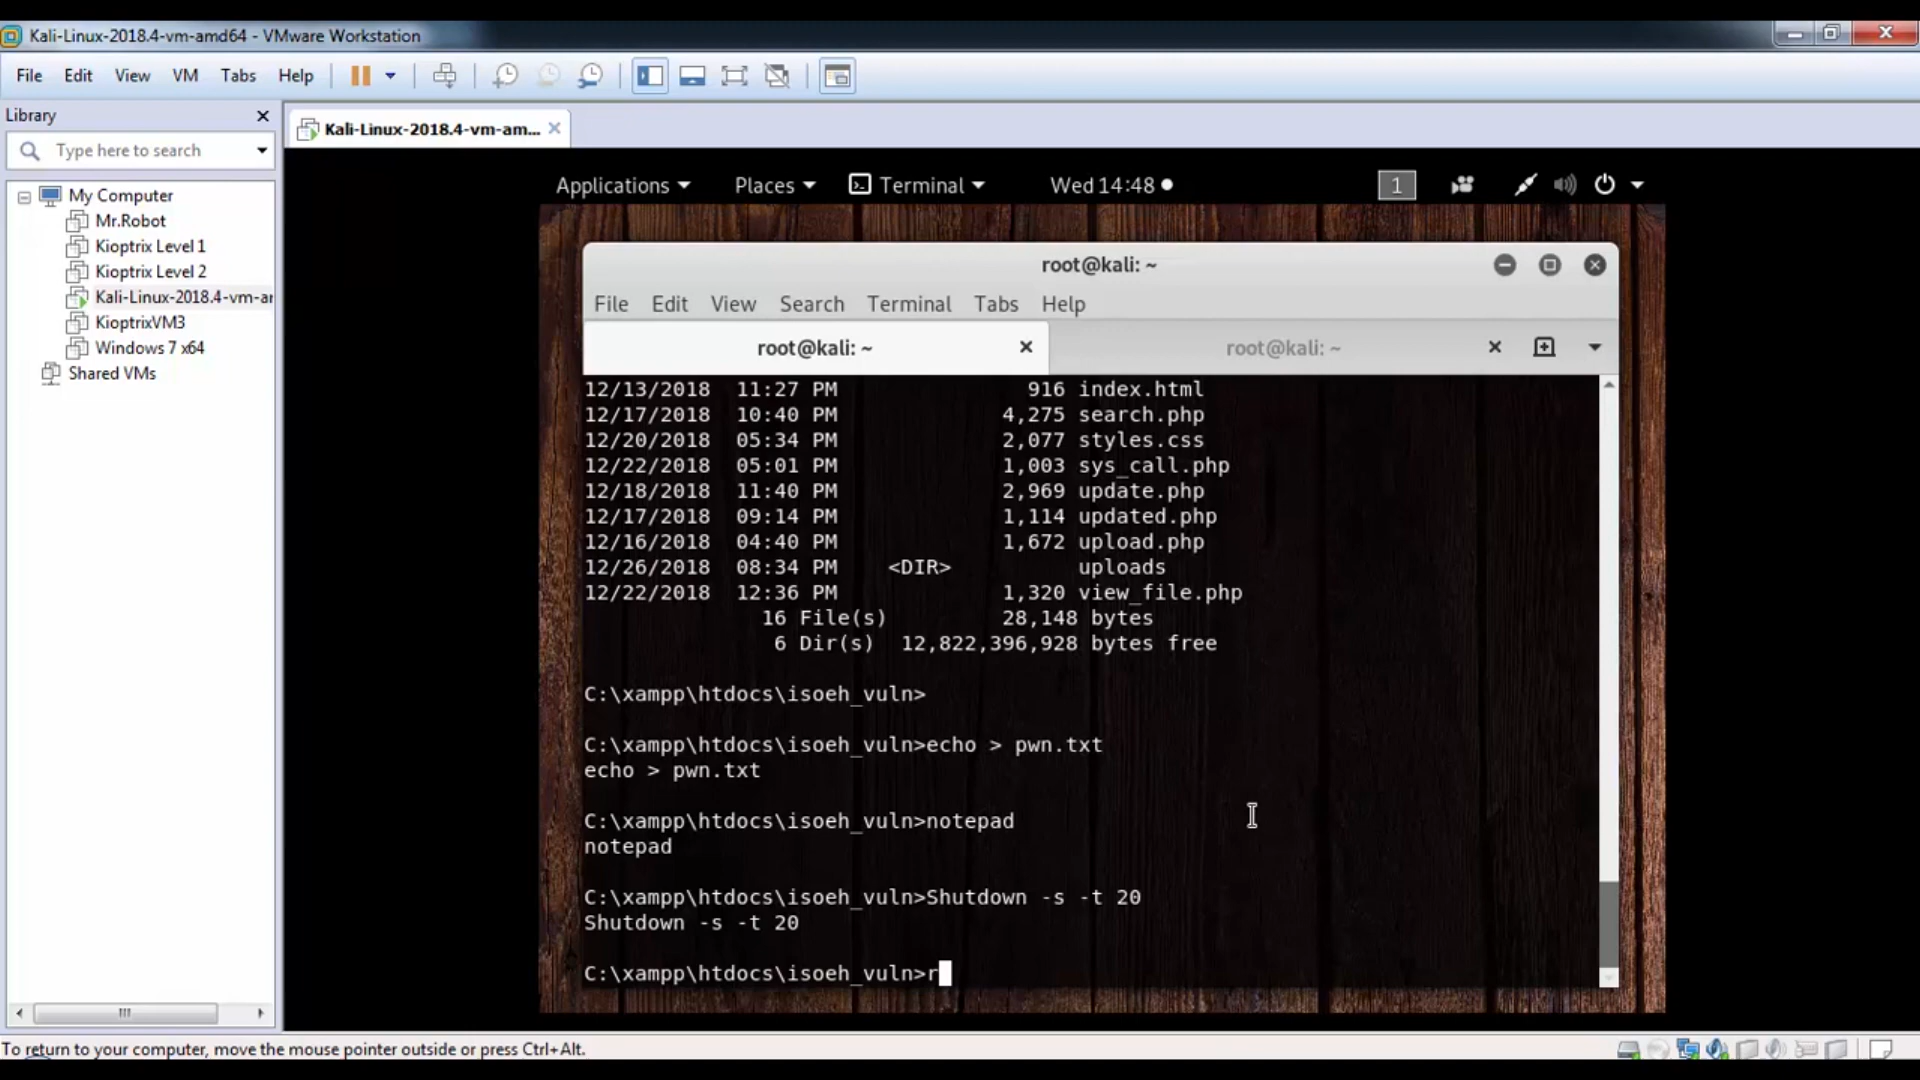 Kali-Linux-2018.4-vm-amd64 - VMware Workstation
File Edit View VM Tabs Help
Library
Kali-Linux-2018.4-vm-am...
Type here to search
My Computer
Mr.Robot
Kioptrix Level 1
Kioptrix Level 2
Kali-Linux-2018.4-vm-ar
KioptrixVM3
Windows 7 x64
Shared VMs
Applications Places Terminal Wed 14:48 1
root@kali: ~
File Edit View Search Terminal Tabs Help
root@kali: ~ root@kali: ~
12/13/2018 11:27 PM 916 index.html
12/17/2018 10:40 PM 4,275 search.php
12/20/2018 05:34 PM 2,077 styles.css
12/22/2018 05:01 PM 1,003 sys_call.php
12/18/2018 11:40 PM 2,969 update.php
12/17/2018 09:14 PM 1,114 updated.php
12/16/2018 04:40 PM 1,672 upload.php
12/26/2018 08:34 PM <DIR> uploads
12/22/2018 12:36 PM 1,320 view_file.php
16 File(s) 28,148 bytes
6 Dir(s) 12,822,396,928 bytes free
C:\xampp\htdocs\isoeh_vuln>
C:\xampp\htdocs\isoeh_vuln>echo > pwn.txt
echo > pwn.txt
C:\xampp\htdocs\isoeh_vuln>notepad
notepad
C:\xampp\htdocs\isoeh_vuln>Shutdown -s -t 20
Shutdown -s -t 20
C:\xampp\htdocs\isoeh_vuln>r
To return to your computer, move the mouse pointer outside or press Ctrl+Alt.